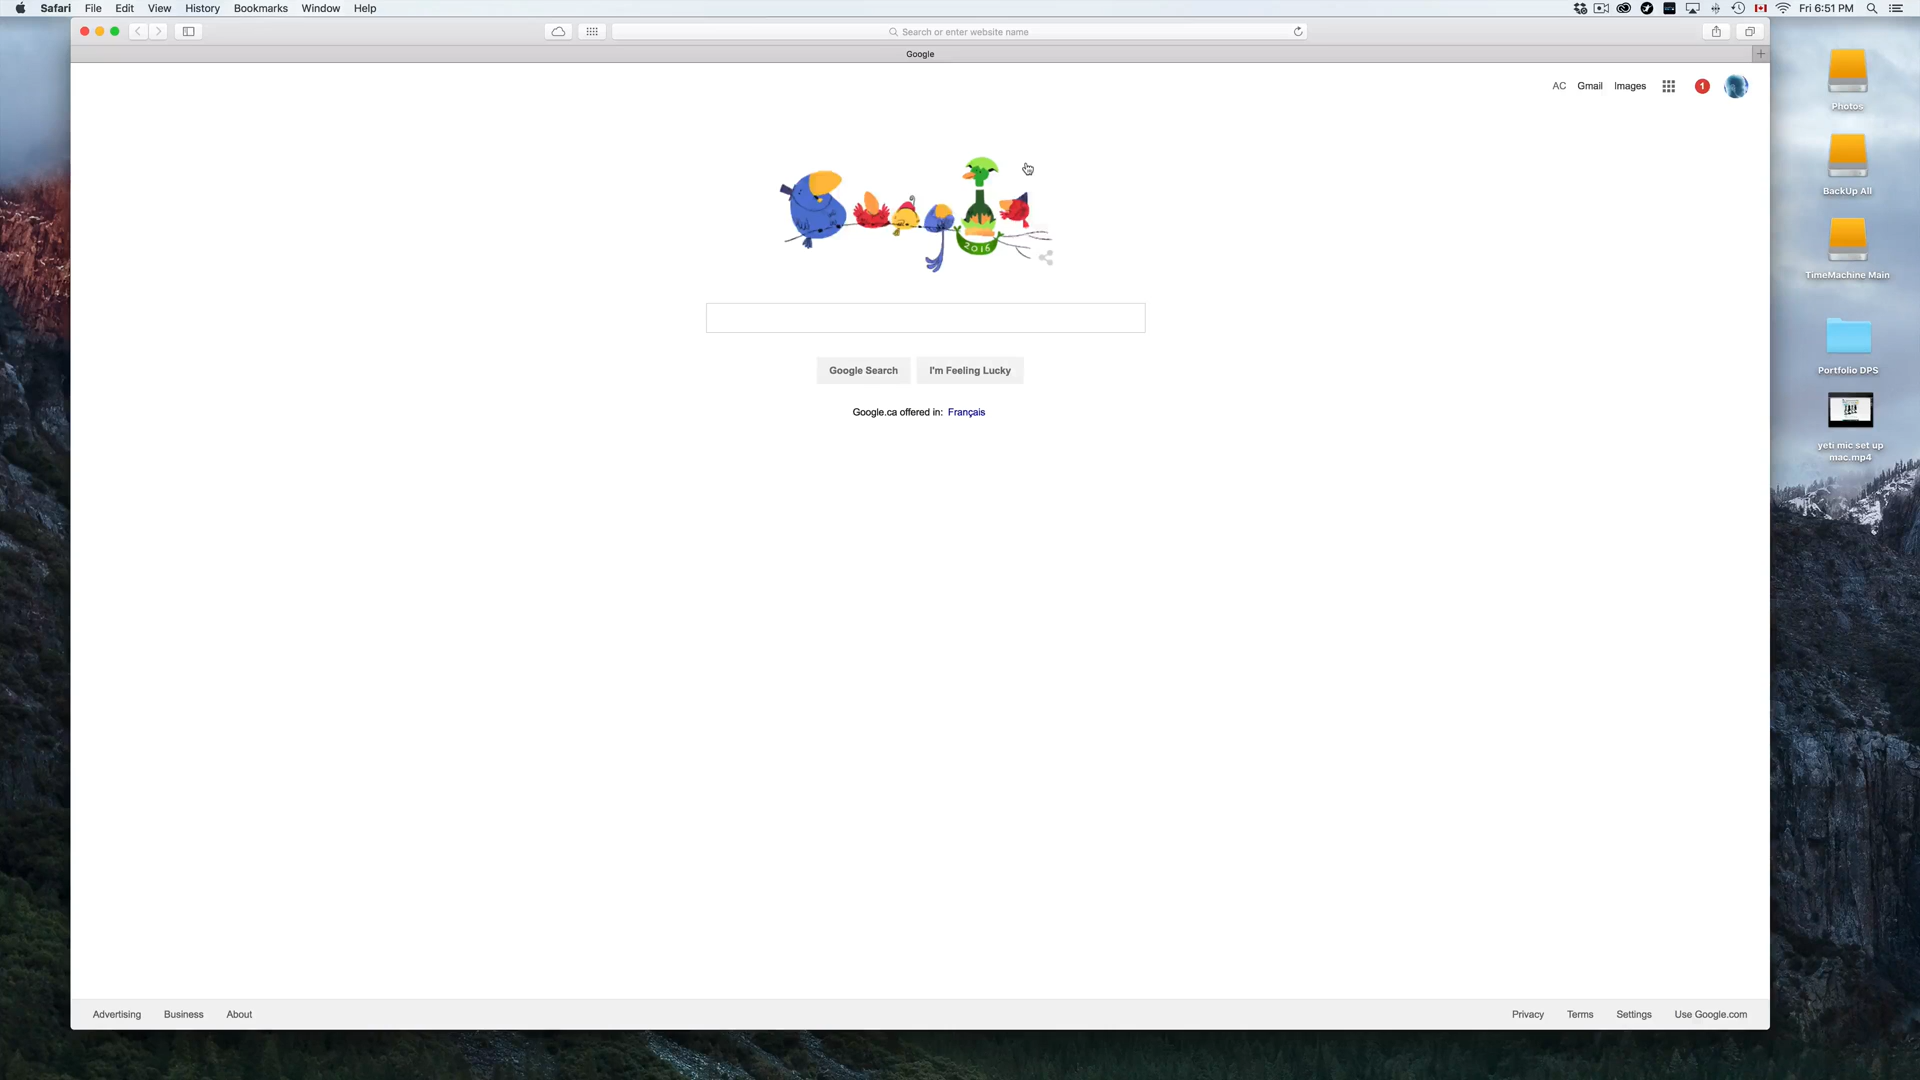 Safari File Edit View History Bookmarks Window Help
Fri 6:51 PM
Search or enter website name
Google
AC Gmail Images
1
2016
Google Search
I'm Feeling Lucky
Google.ca offered in: Français
Photos
BackUp All
TimeMachine Main
Portfolio DPS
yeti mic set up
mac.mp4
Advertising Business About
Privacy Terms Settings Use Google.com